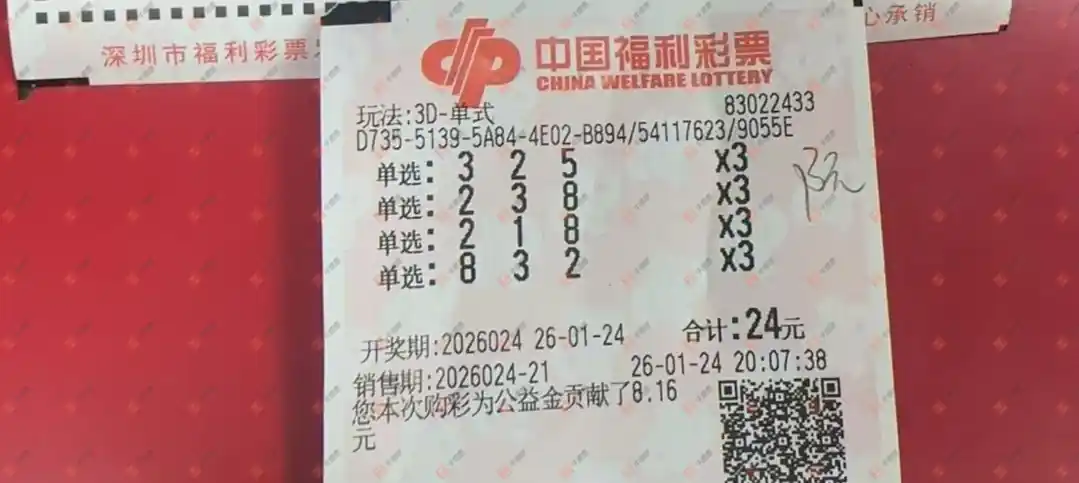 深圳市福利彩票
心承销
中国福利彩票
CHINA WELFARE LOTTERY
玩法:3D-单式 83022433
D735-5139-5A84-4E02-B894/54117623/9055E
单选: 3 2 5 x3
单选: 2 3 8 x3
单选: 2 1 8 x3
单选: 8 3 2 x3
开奖期:2026024 26-01-24 合计:24元
销售期:2026024-21 26-01-24 20:07:38
您本次购彩为公益金贡献了8.16
元